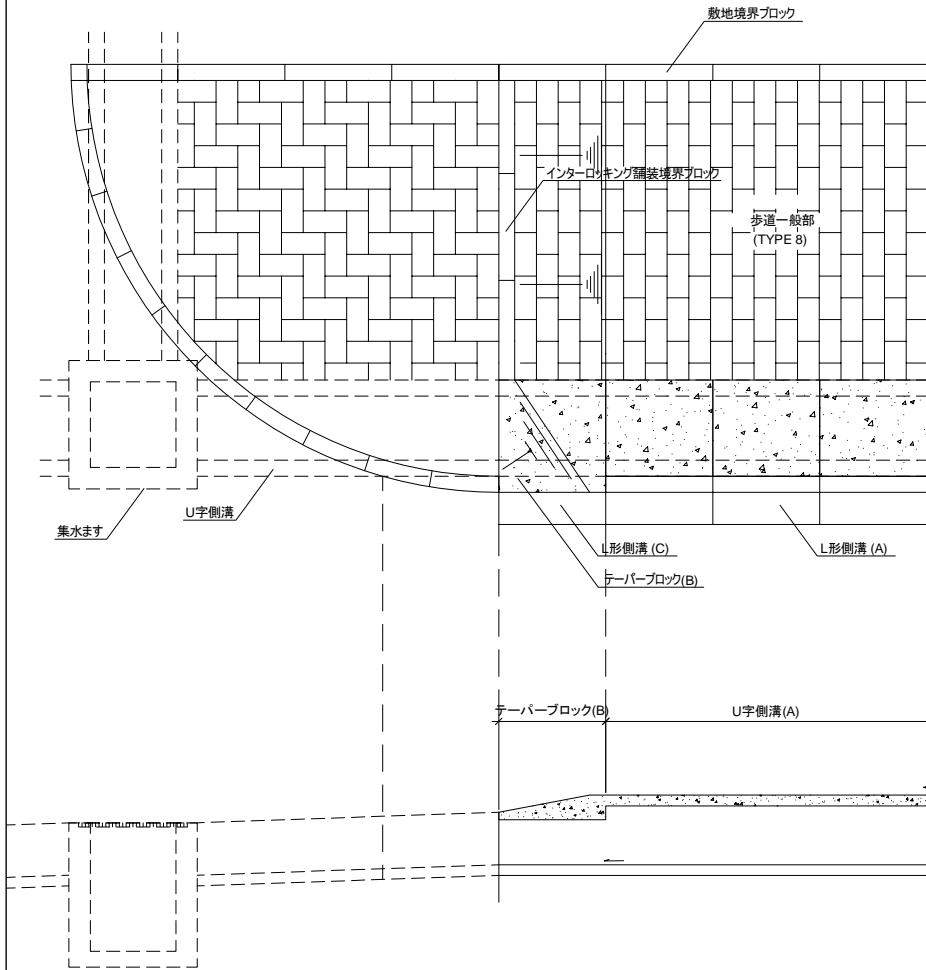 敷地境界ブロック
インターロッキング舗装境界ブロック
歩道一般部
(TYPE 8)
U字側溝
集水ます
L形側溝 (C)
L形側溝 (A)
テーパーブロック(B)
テーパーブロック(B)
U字側溝(A)